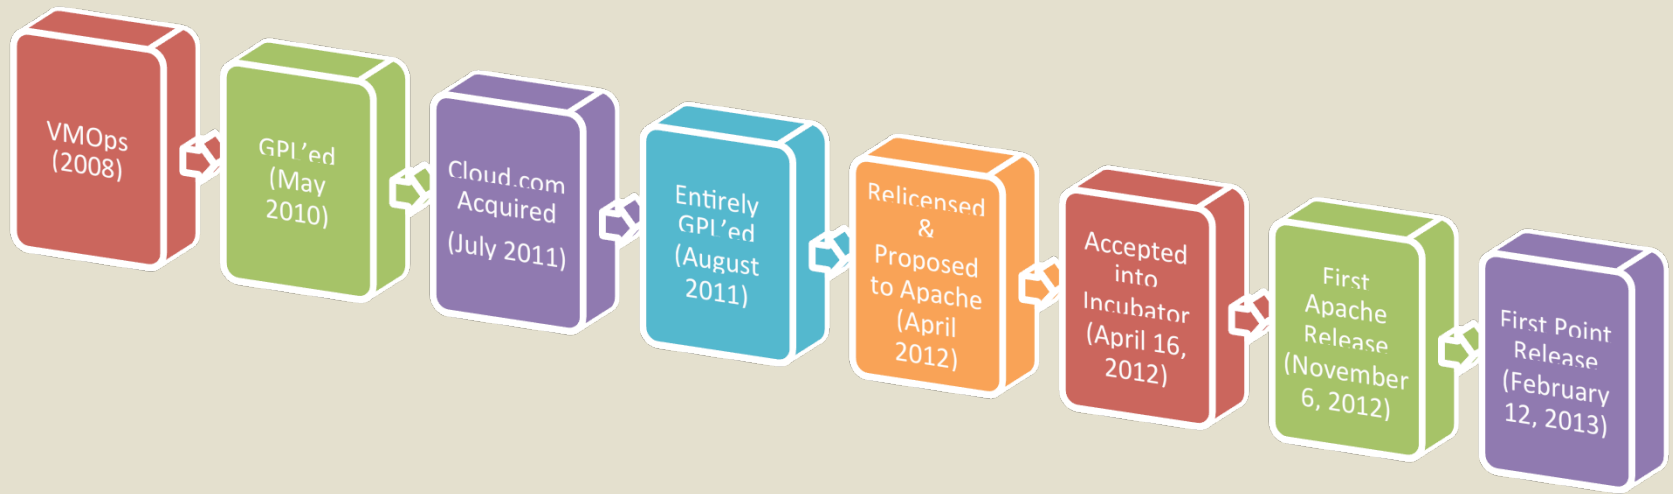 VMOps
(2008)
GPL'ed
(May
2010)
Cloud.com
Acquired
(July 2011)
Entirely
GPL'ed
(August
2011)
Relicensed
&
Proposed
to Apache
(April
2012)
Accepted
into
Incubator
(April 16,
2012)
First
Apache
Release
(November
6, 2012)
First Point
Release
(February
12, 2013)